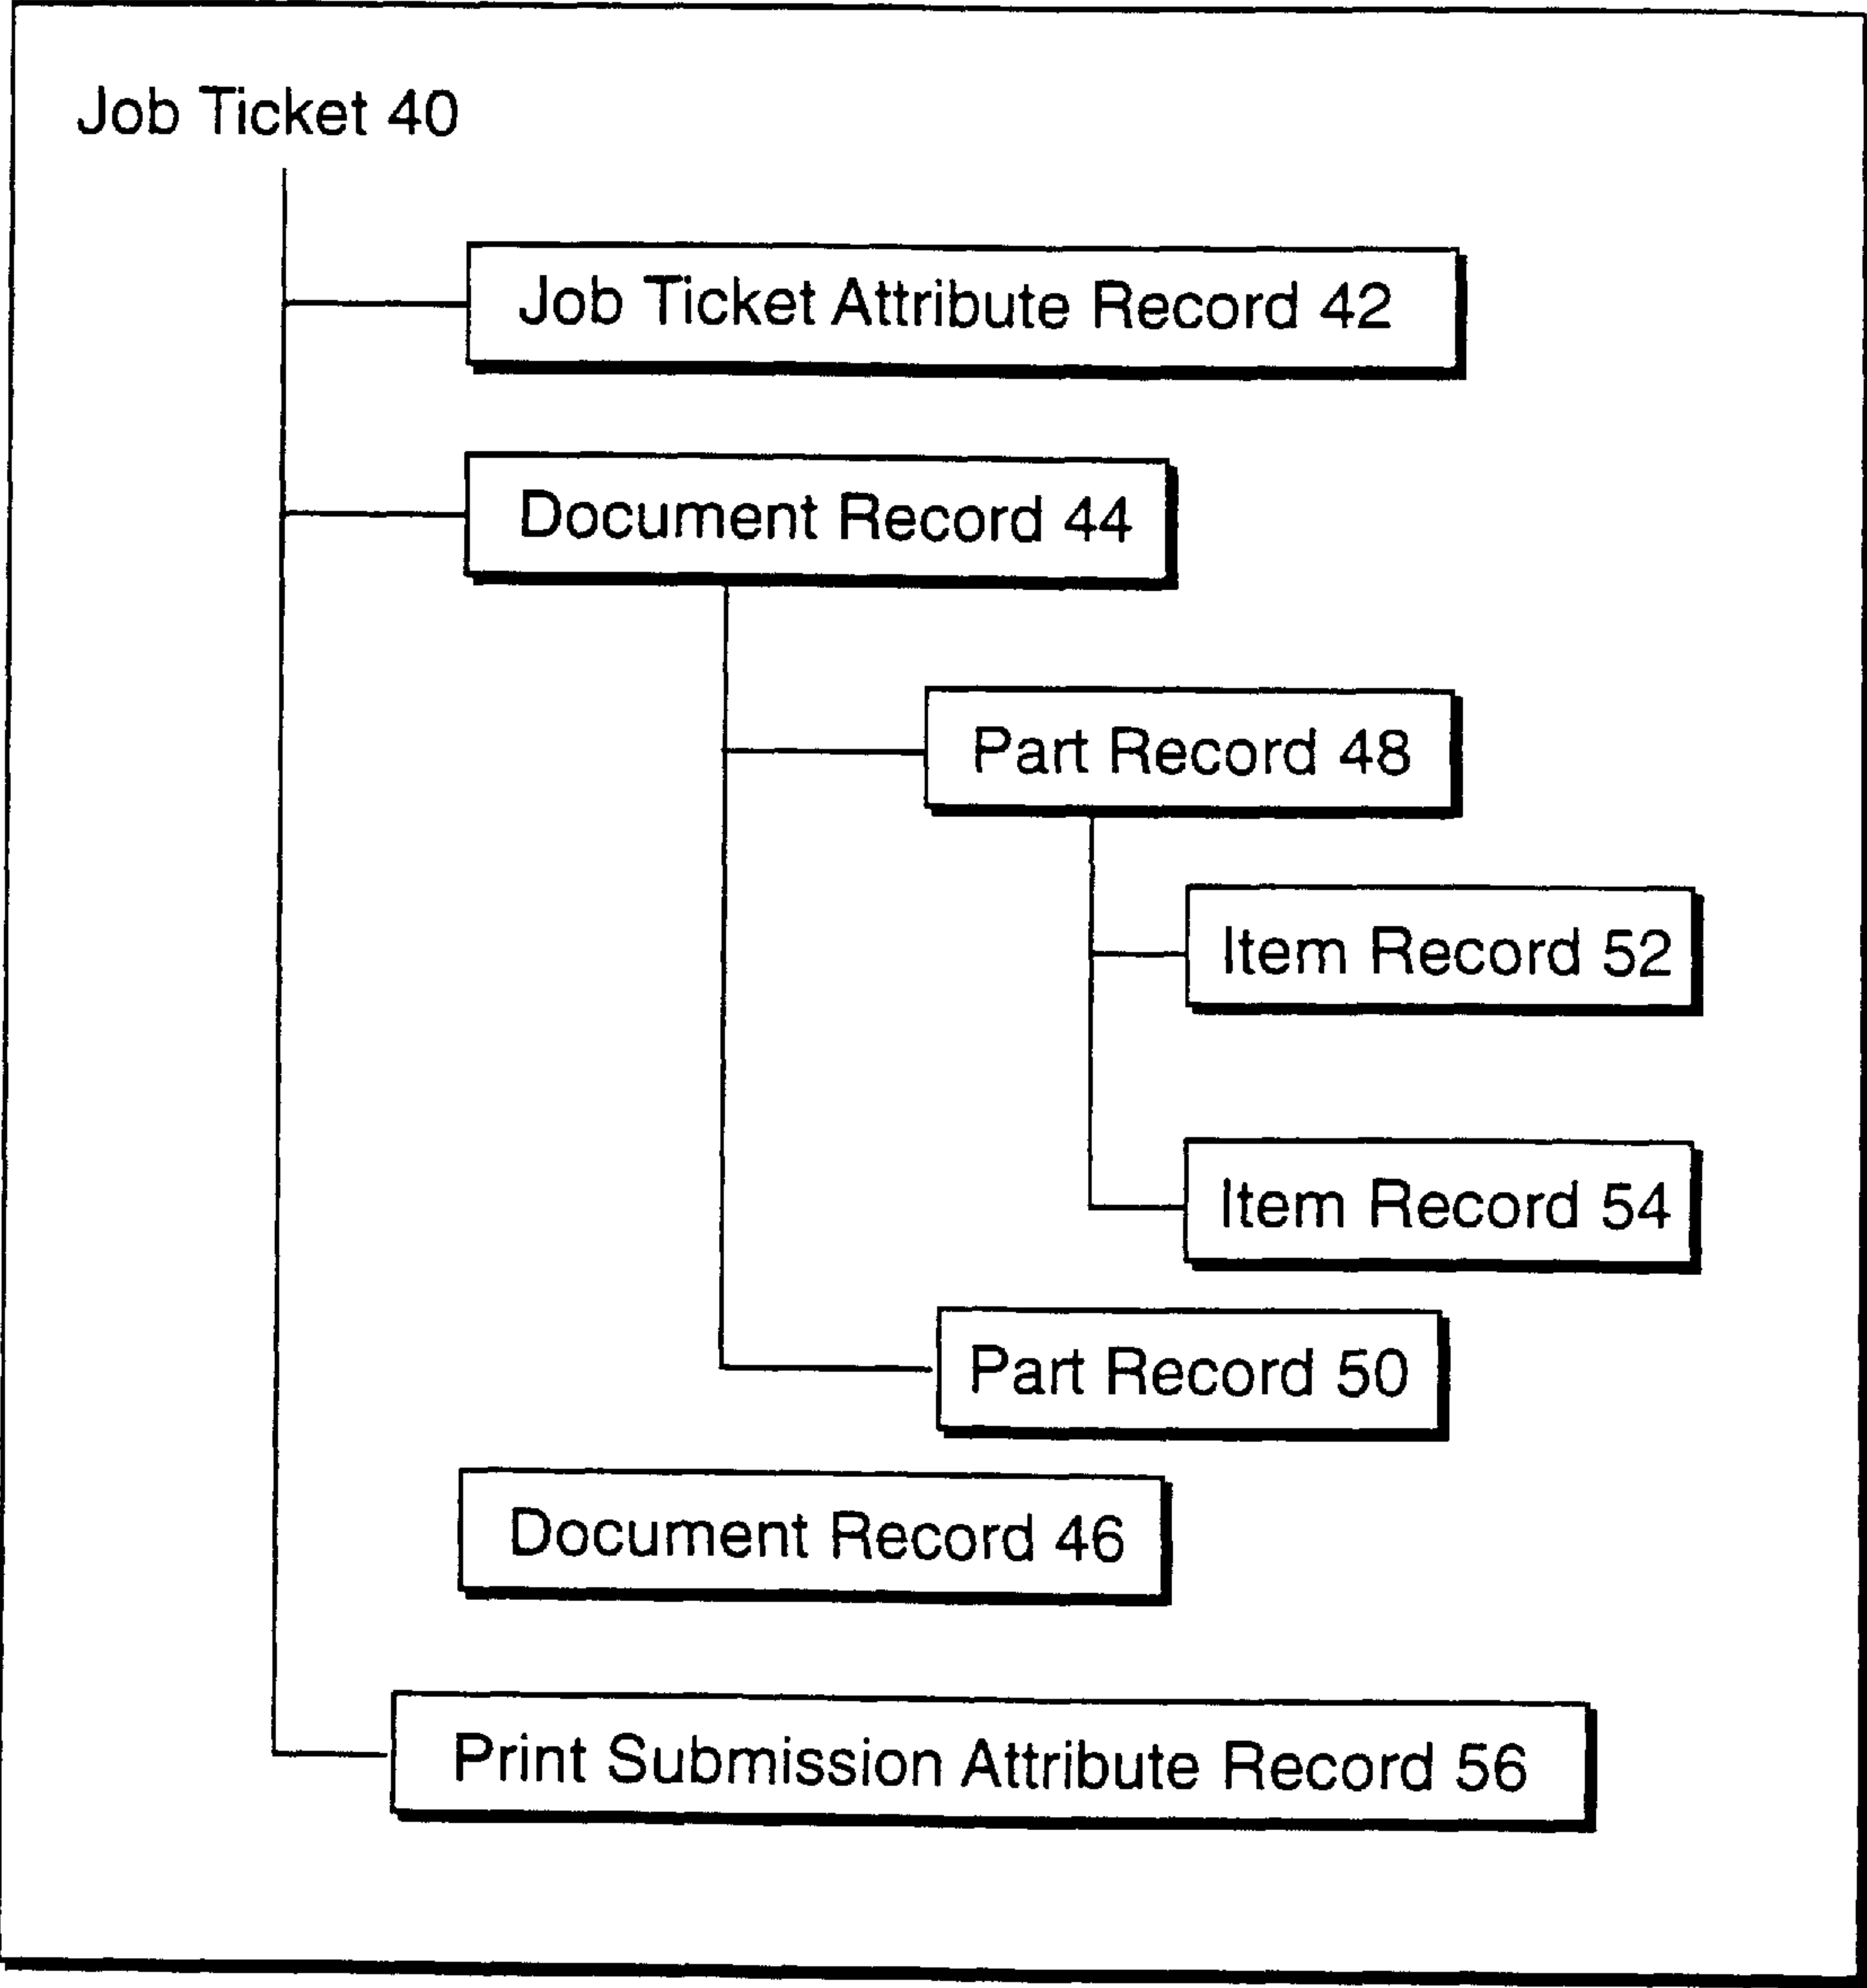 Job Ticket 40
Job Ticket Attribute Record 42
Document Record 44
Part Record 48
Item Record 52
Item Record 54
Part Record 50
Document Record 46
Print Submission Attribute Record 56